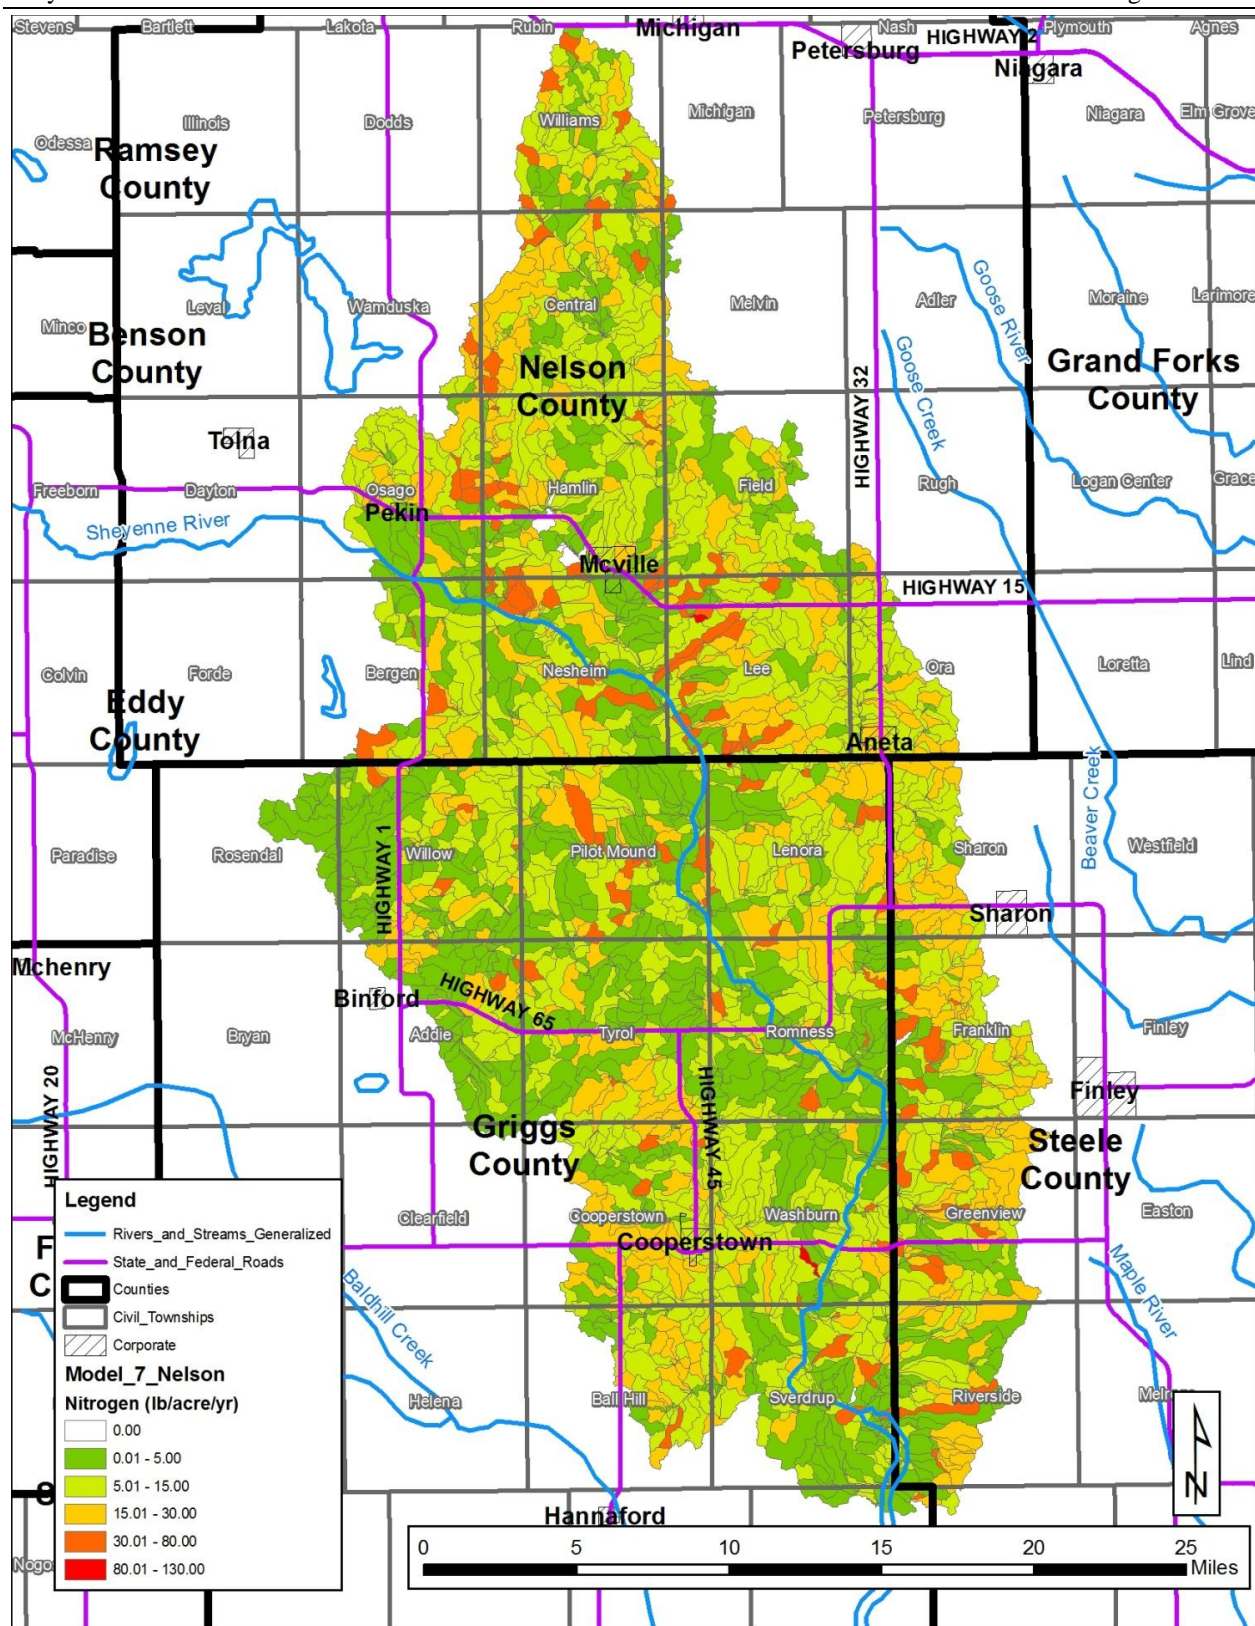 Stevens
Bartlett
Lakota
Rubin
Michigan
Nash
Plymouth
Agnes
Petersburg
HIGHWAY 2
Niagara
Illinois
Dodds
Williams
Michigan
Petersburg
Niagara
Elm Grove
Odessa
Ramsey
County
Leval
Wamduska
Central
Melvin
Adler
Goose River
Moraine
Larimore
Minco
Benson
County
Nelson
County
Goose Creek
Grand Forks
County
HIGHWAY 32
Tolna
Freeborn
Dayton
Osago
Hamlin
Field
Rugh
Logan Center
Grace
Pekin
Sheyenne River
Mcville
HIGHWAY 15
Colvin
Forde
Bergen
Nesheim
Lee
Ora
Loretta
Lind
Eddy
County
Aneta
Beaver Creek
Paradise
Rosendal
HIGHWAY 1
Willow
Pilot Mound
Lenora
Sharon
Westfield
Sharon
Mchenry
Binford
HIGHWAY 65
McHenry
Bryan
Addie
Tyrol
Romness
Franklin
Finley
HIGHWAY 20
HIGHWAY 45
Finley
Griggs
County
Steele
County
Clearfield
Cooperstown
Washburn
Greenview
Easton
Cooperstown
F
C
Baldhill Creek
Maple River
Helena
Ball Hill
Sverdrup
Riverside
Hannaford
Legend
Rivers_and_Streams_Generalized
State_and_Federal_Roads
Counties
Civil_Townships
Corporate
Model_7_Nelson
Nitrogen (lb/acre/yr)
0.00
0.01 - 5.00
5.01 - 15.00
15.01 - 30.00
30.01 - 80.00
80.01 - 130.00
N
0 5 10 15 20 25
Miles